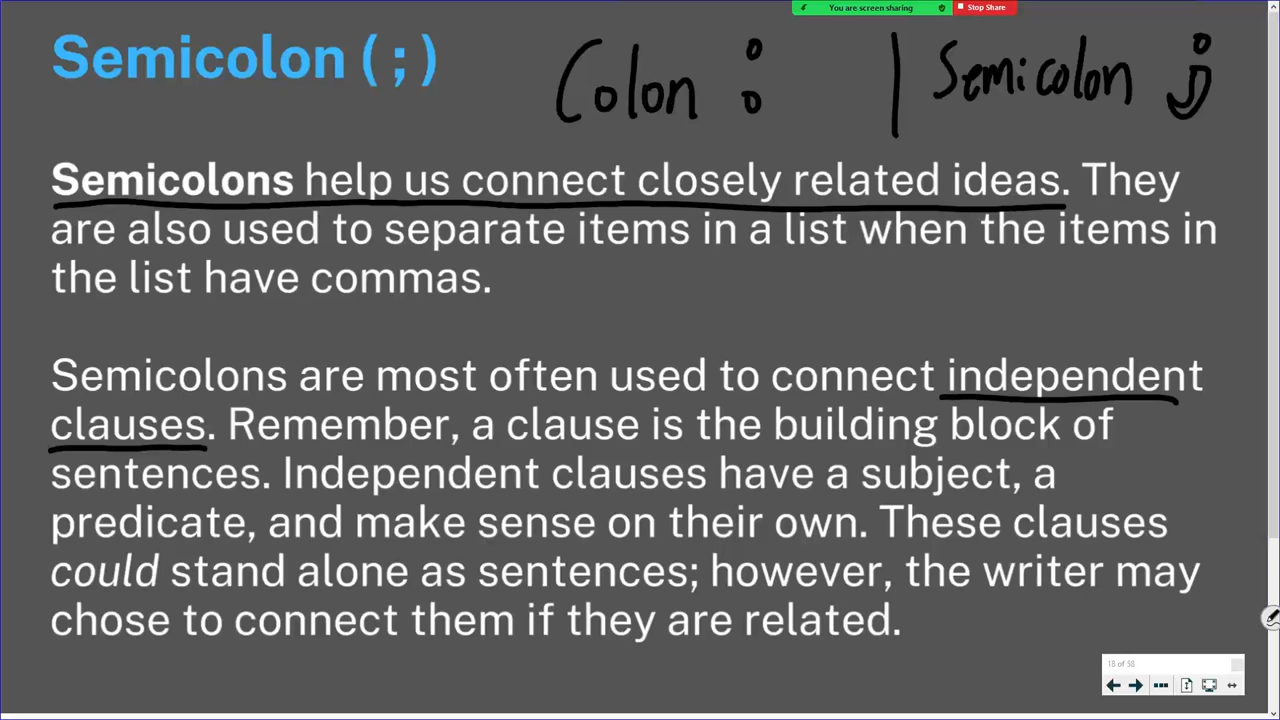 You are screen sharing Stop Share
Semicolon ( ; ) Colon : | Semicolon ;
Semicolons help us connect closely related ideas. They
are also used to separate items in a list when the items in
the list have commas.
Semicolons are most often used to connect independent
clauses. Remember, a clause is the building block of
sentences. Independent clauses have a subject, a
predicate, and make sense on their own. These clauses
could stand alone as sentences; however, the writer may
chose to connect them if they are related.
18 of 58